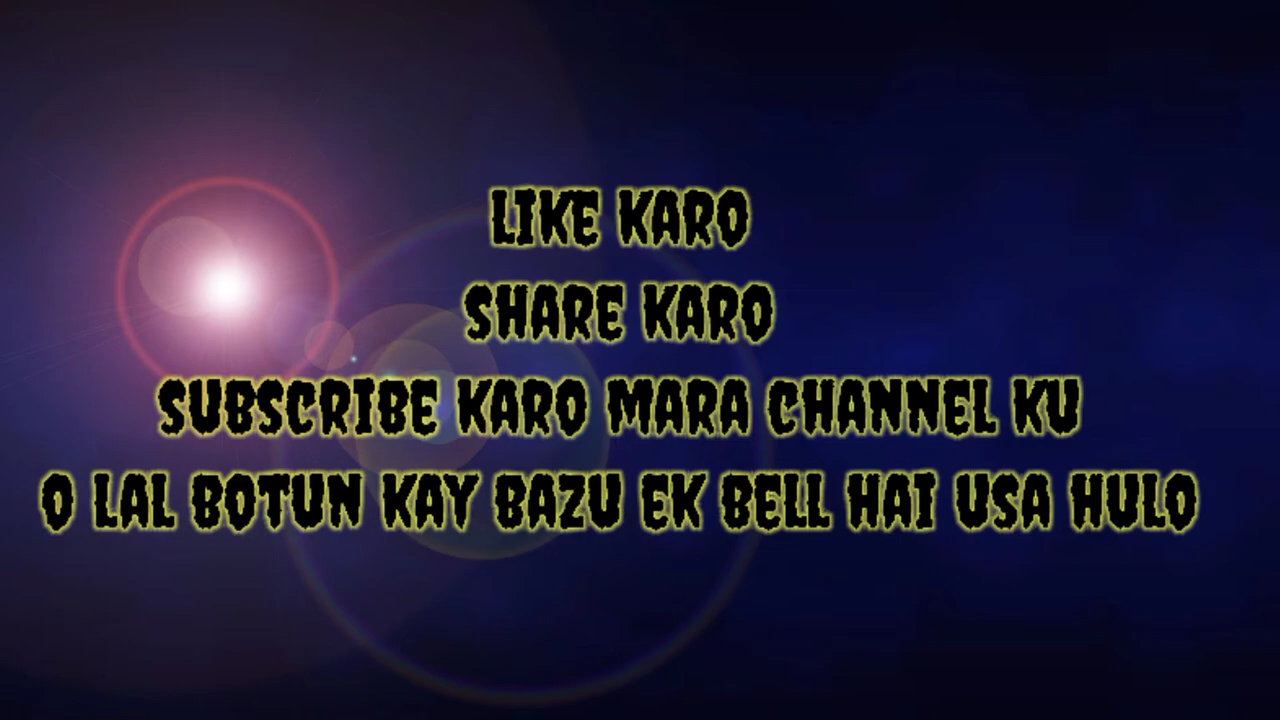 LIKE KARO
SHARE KARO
SUBSCRIBE KARO MARA CHANNEL KU
O LAL BOTUN KAY BAZU EK BELL HAI USA HULO